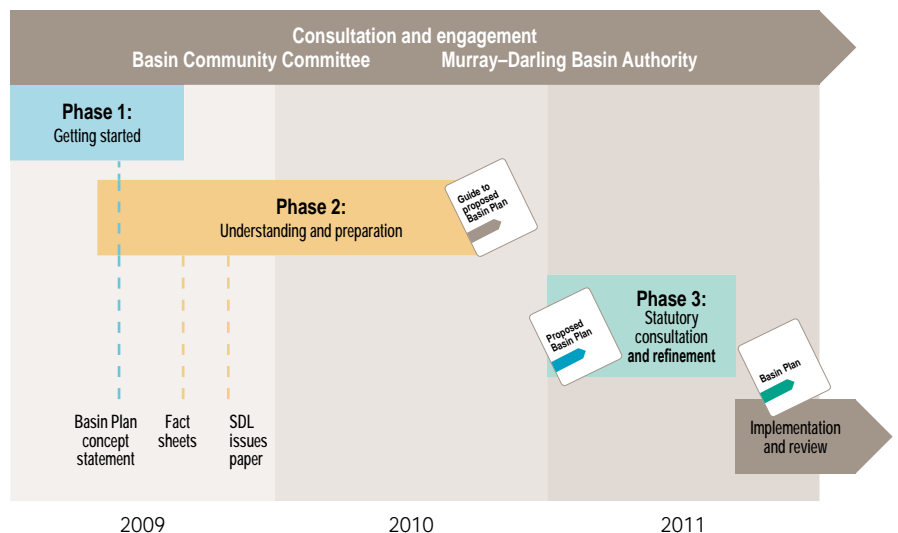 Consultation and engagement
Basin Community Committee
Murray–Darling Basin Authority
Phase 1:
Getting started
Phase 2:
Understanding and preparation
Guide to
proposed
Basin Plan
Phase 3:
Statutory
consultation
and refinement
Proposed
Basin Plan
Basin Plan
Implementation
and review
Basin Plan
concept
statement
Fact
sheets
SDL
issues
paper
2009
2010
2011